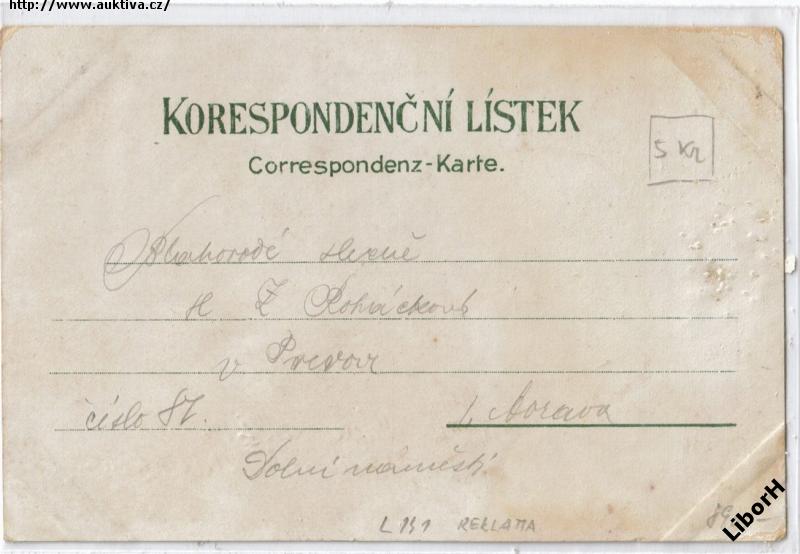 http://www.auktiva.cz/
KORESPONDENČNÍ LÍSTEK
Correspondenz-Karte.
5 Kr
Blahorodé slečně
H Ž Roháčkové
v Prerov
číslo 87. Morava
Dolní náměstí
L 131 REKLAMA
LiborH